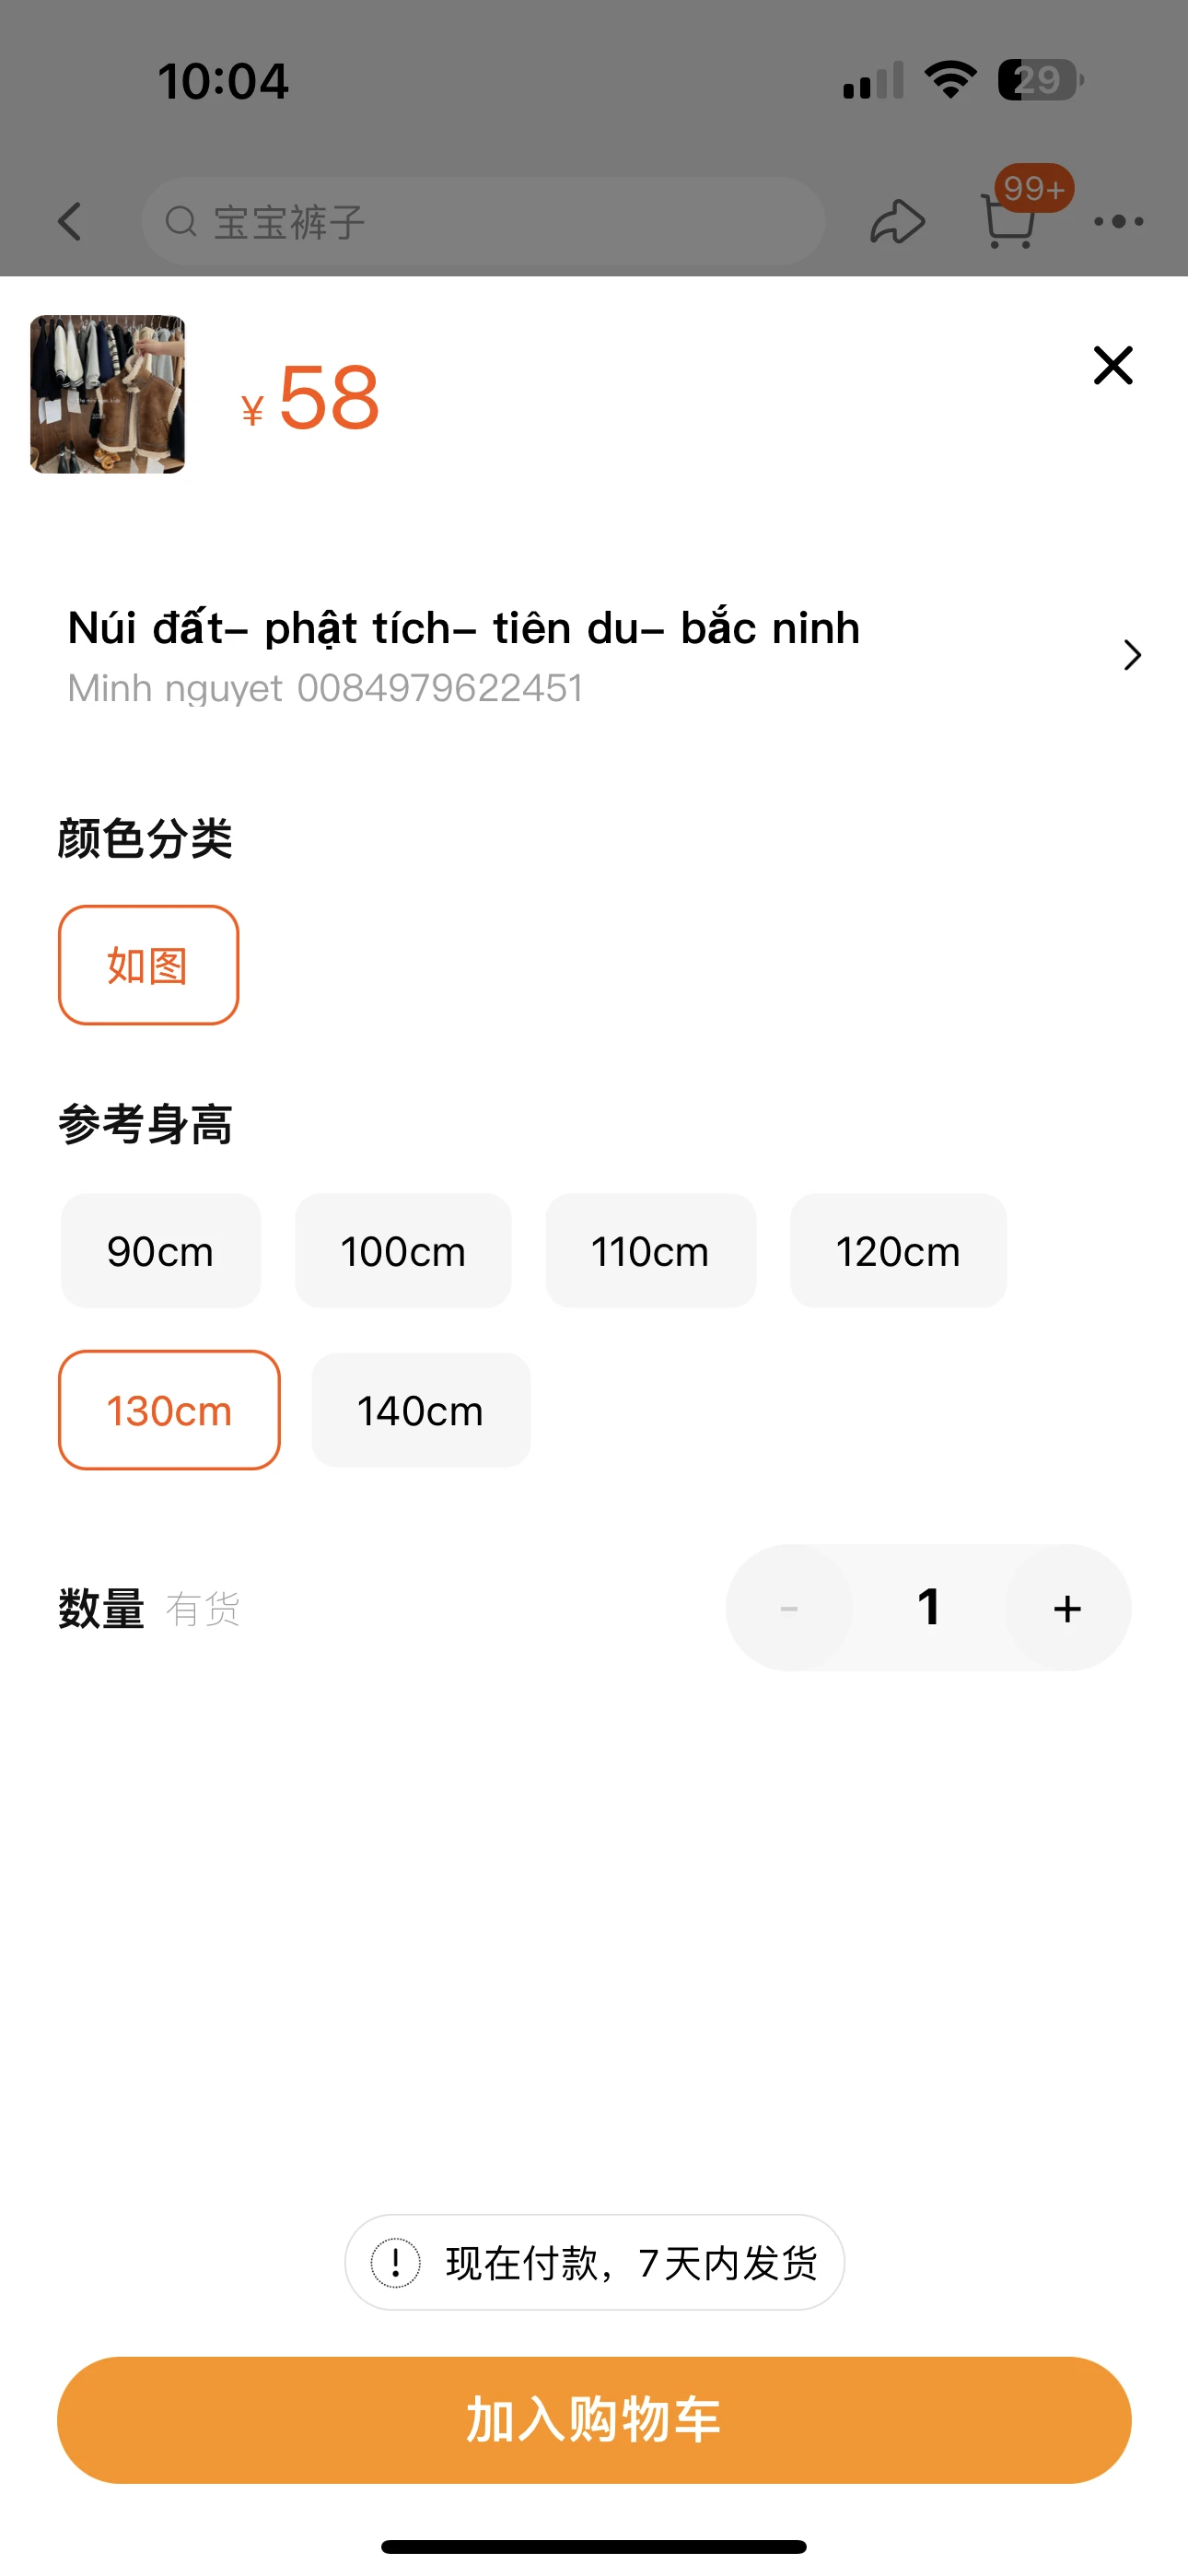 10:04
29
99+
宝宝裤子
¥ 58
Núi đất– phật tích– tiên du– bắc ninh
Minh nguyet 0084979622451
颜色分类
如图
参考身高
90cm 100cm 110cm 120cm
130cm 140cm
数量 有货 - 1 +
! 现在付款，7天内发货
加入购物车